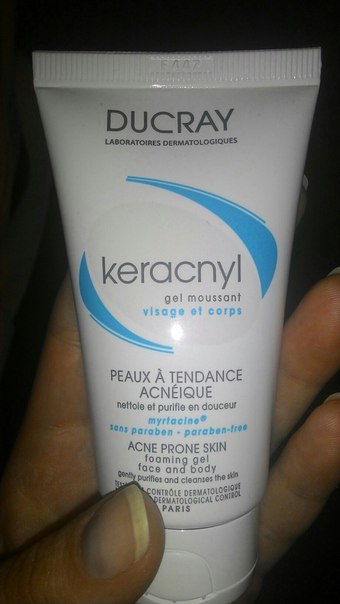 DUCRAY
LABORATOIRES DERMATOLOGIQUES
keracnyl
gel moussant
visage et corps
PEAUX À TENDANCE
ACNÉIQUE
nettoie et purifie en douceur
myrtacine®
sans paraben - paraben-free
ACNE PRONE SKIN
foaming gel
face and body
gently purifies and cleanses the skin
CONTRÔLE DERMATOLOGIQUE
DERMATOLOGICAL CONTROL
PARIS